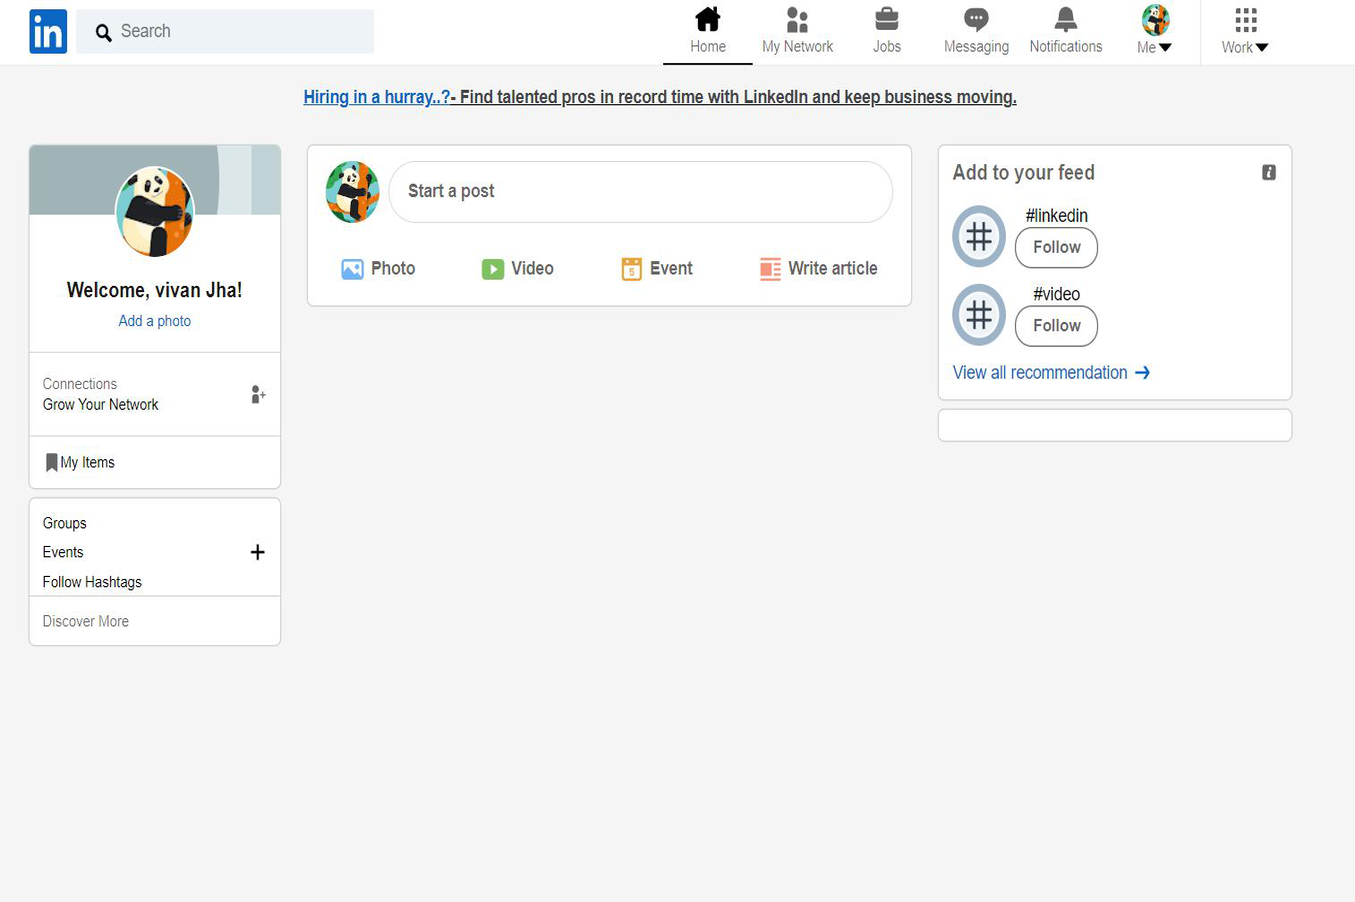 in
Search
Home
My Network
Jobs
Messaging
Notifications
Me
Work
Hiring in a hurray..?- Find talented pros in record time with LinkedIn and keep business moving.
Welcome, vivan Jha!
Add a photo
Connections
Grow Your Network
My Items
Groups
Events
Follow Hashtags
Discover More
Start a post
Photo
Video
5
Event
Write article
Add to your feed
i
#linkedin
#
Follow
#video
#
Follow
View all recommendation